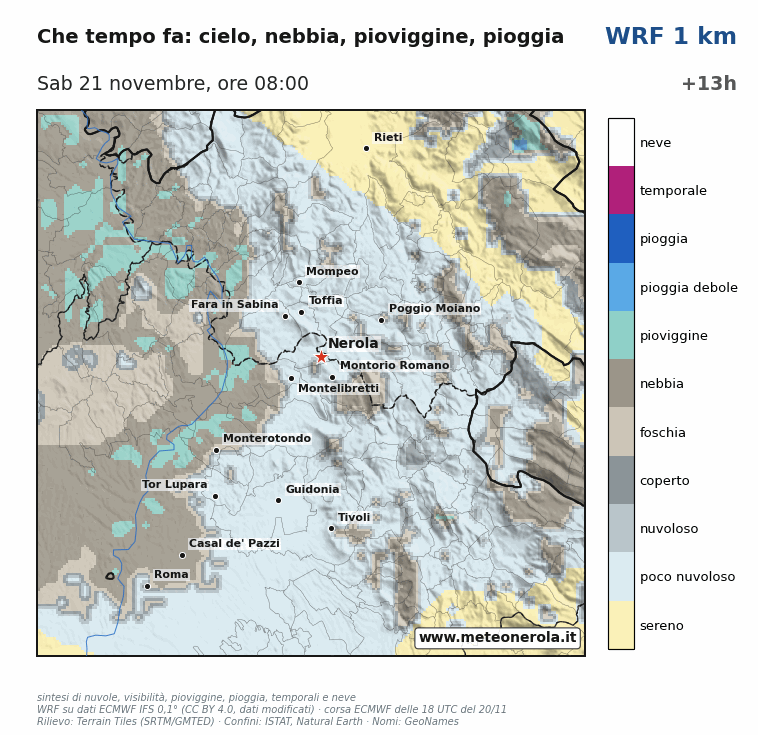 Che tempo fa: cielo, nebbia, pioviggine, pioggia
WRF 1 km
Sab 21 novembre, ore 08:00
+13h
Rieti
Mompeo
Fara in Sabina
Toffia
Poggio Moiano
Nerola
Montorio Romano
Montelibretti
Monterotondo
Tor Lupara
Guidonia
Tivoli
Casal de' Pazzi
Roma
www.meteonerola.it
neve
temporale
pioggia
pioggia debole
pioviggine
nebbia
foschia
coperto
nuvoloso
poco nuvoloso
sereno
sintesi di nuvole, visibilità, pioviggine, pioggia, temporali e neve
WRF su dati ECMWF IFS 0,1° (CC BY 4.0, dati modificati) · corsa ECMWF delle 18 UTC del 20/11
Rilievo: Terrain Tiles (SRTM/GMTED) · Confini: ISTAT, Natural Earth · Nomi: GeoNames